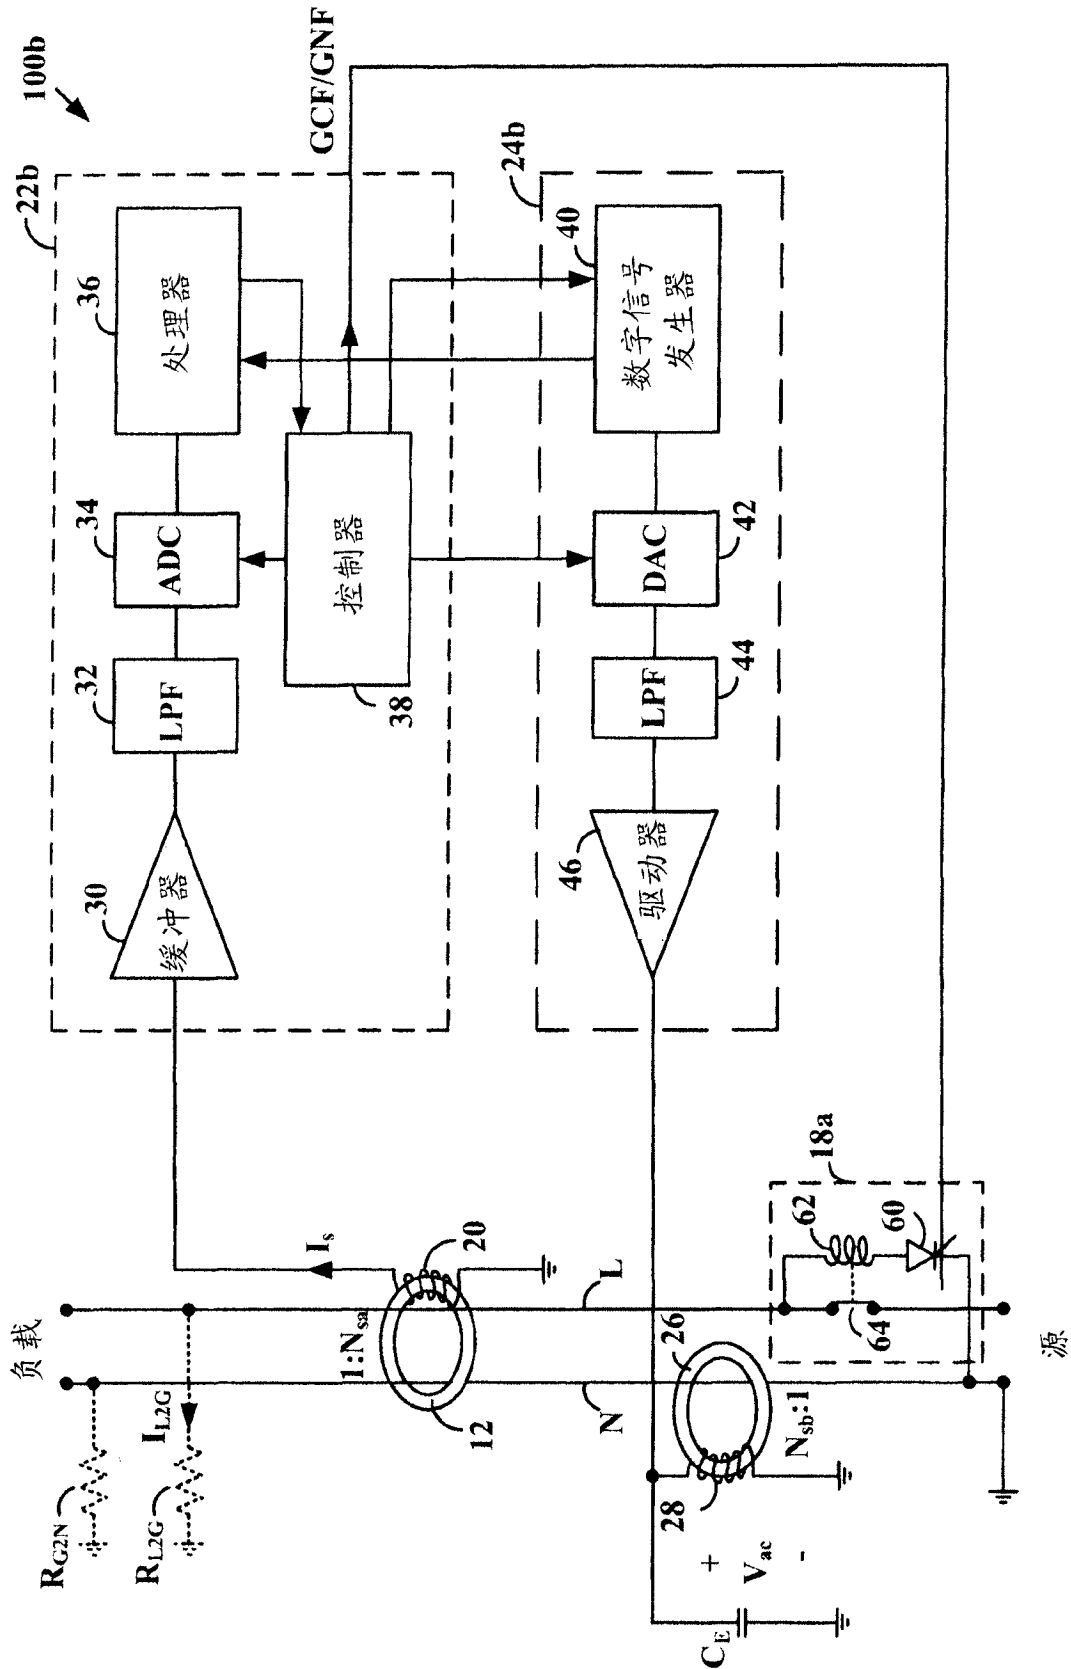 100b
22b
36
处理器
34
ADC
32
LPF
30
缓冲器
控制器
38
GCF/GNF
24b
40
数字信号
发生器
DAC
42
LPF
44
46
驱动器
负载
R_G2N
R_L2G
I_L2G
I_s
20
1:N_sa
12
L
N
26
28
N_sb:1
+
V_ac
-
C_E
18a
62
60
64
源